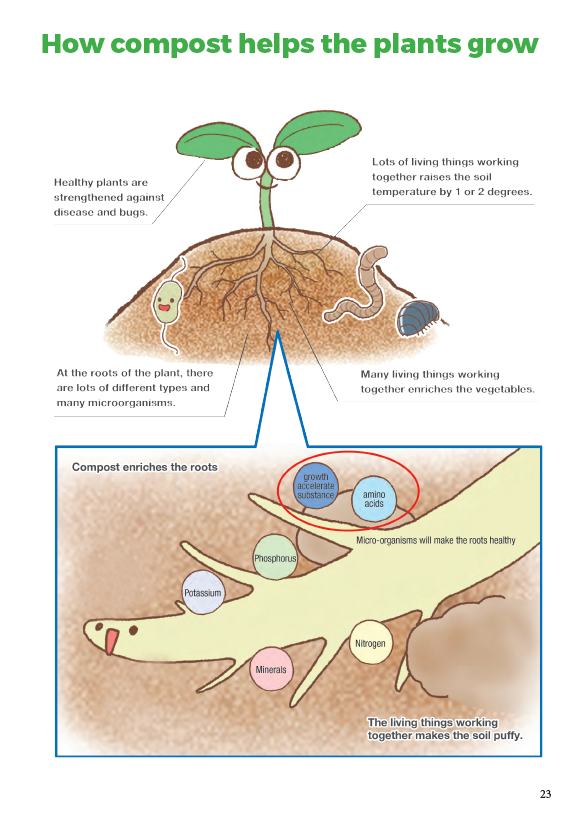 How compost helps the plants grow
Lots of living things working
together raises the soil
temperature by 1 or 2 degrees.
Healthy plants are
strengthened against
disease and bugs.
At the roots of the plant, there
are lots of different types and
many microorganisms.
Many living things working
together enriches the vegetables.
Compost enriches the roots
growth
accelerate
substance
amino
acids
Micro-organisms will make the roots healthy
Phosphorus
Potassium
Nitrogen
Minerals
The living things working
together makes the soil puffy.
23